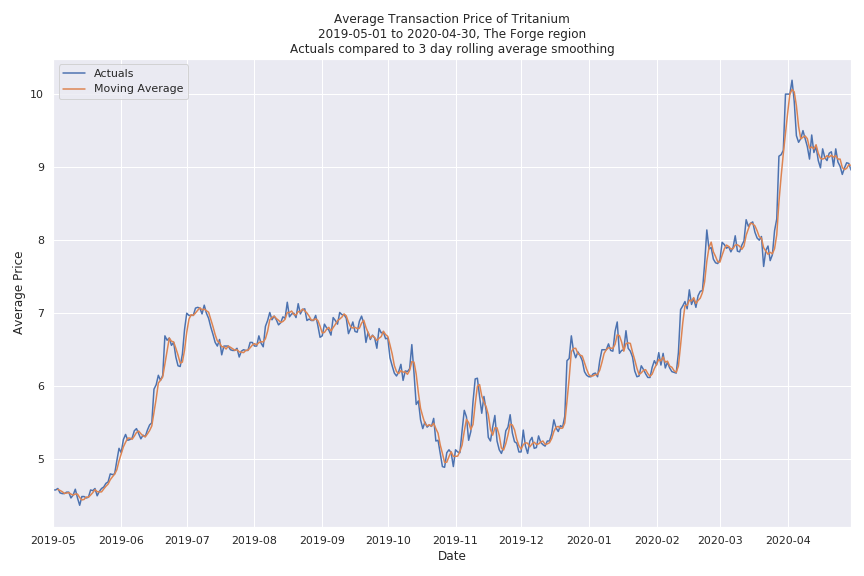 Average Transaction Price of Tritanium
2019-05-01 to 2020-04-30, The Forge region
Actuals compared to 3 day rolling average smoothing
Actuals
Moving Average
10
9
8
7
6
5
Average Price
2019-05
2019-06
2019-07
2019-08
2019-09
2019-10
2019-11
2019-12
2020-01
2020-02
2020-03
2020-04
Date